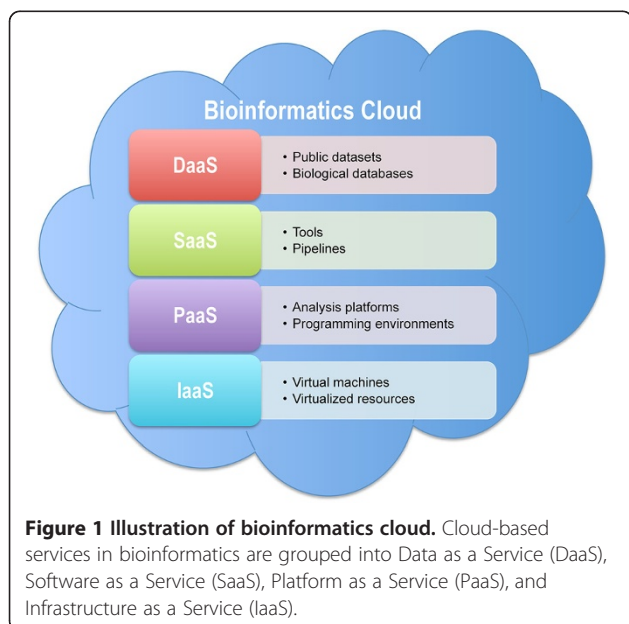 Bioinformatics Cloud
DaaS
• Public datasets
• Biological databases
SaaS
• Tools
• Pipelines
PaaS
• Analysis platforms
• Programming environments
IaaS
• Virtual machines
• Virtualized resources
Figure 1 Illustration of bioinformatics cloud. Cloud-based
services in bioinformatics are grouped into Data as a Service (DaaS),
Software as a Service (SaaS), Platform as a Service (PaaS), and
Infrastructure as a Service (IaaS).